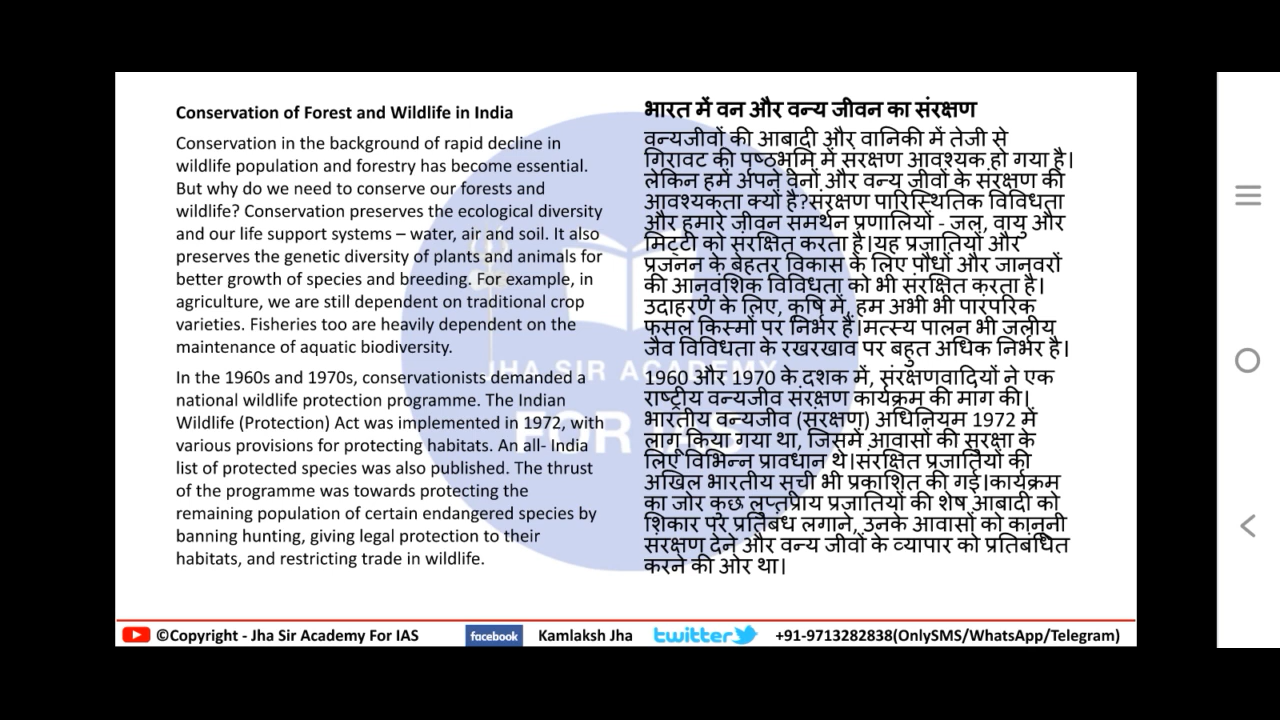 Conservation of Forest and Wildlife in India
Conservation in the background of rapid decline in
wildlife population and forestry has become essential.
But why do we need to conserve our forests and
wildlife? Conservation preserves the ecological diversity
and our life support systems – water, air and soil. It also
preserves the genetic diversity of plants and animals for
better growth of species and breeding. For example, in
agriculture, we are still dependent on traditional crop
varieties. Fisheries too are heavily dependent on the
maintenance of aquatic biodiversity.
In the 1960s and 1970s, conservationists demanded a
national wildlife protection programme. The Indian
Wildlife (Protection) Act was implemented in 1972, with
various provisions for protecting habitats. An all- India
list of protected species was also published. The thrust
of the programme was towards protecting the
remaining population of certain endangered species by
banning hunting, giving legal protection to their
habitats, and restricting trade in wildlife.
भारत में वन और वन्य जीवन का संरक्षण
वन्यजीवों की आबादी और वानिकी में तेजी से
गिरावट की पृष्ठभूमि में संरक्षण आवश्यक हो गया है।
लेकिन हमें अपने वनों और वन्य जीवों के संरक्षण की
आवश्यकता क्यों है?संरक्षण पारिस्थितिक विविधता
और हमारे जीवन समर्थन प्रणालियों - जल, वायु और
मिट्टी को संरक्षित करता है।यह प्रजातियों और
प्रजनन के बेहतर विकास के लिए पौधों और जानवरों
की आनुवंशिक विविधता को भी संरक्षित करता है।
उदाहरण के लिए, कृषि में, हम अभी भी पारंपरिक
फसल किस्मों पर निर्भर हैं।मत्स्य पालन भी जलीय
जैव विविधता के रखरखाव पर बहुत अधिक निर्भर है।
1960 और 1970 के दशक में, संरक्षणवादियों ने एक
राष्ट्रीय वन्यजीव संरक्षण कार्यक्रम की मांग की।
भारतीय वन्यजीव (संरक्षण) अधिनियम 1972 में
लागू किया गया था, जिसमें आवासों की सुरक्षा के
लिए विभिन्न प्रावधान थे।संरक्षित प्रजातियों की
अखिल भारतीय सूची भी प्रकाशित की गई।कार्यक्रम
का जोर कुछ लुप्तप्राय प्रजातियों की शेष आबादी को
शिकार पर प्रतिबंध लगाने, उनके आवासों को कानूनी
संरक्षण देने और वन्य जीवों के व्यापार को प्रतिबंधित
करने की ओर था।
JHA SIR ACADEMY
FOR IAS
©Copyright - Jha Sir Academy For IAS
facebook
Kamlaksh Jha
twitter
+91-9713282838(OnlySMS/WhatsApp/Telegram)